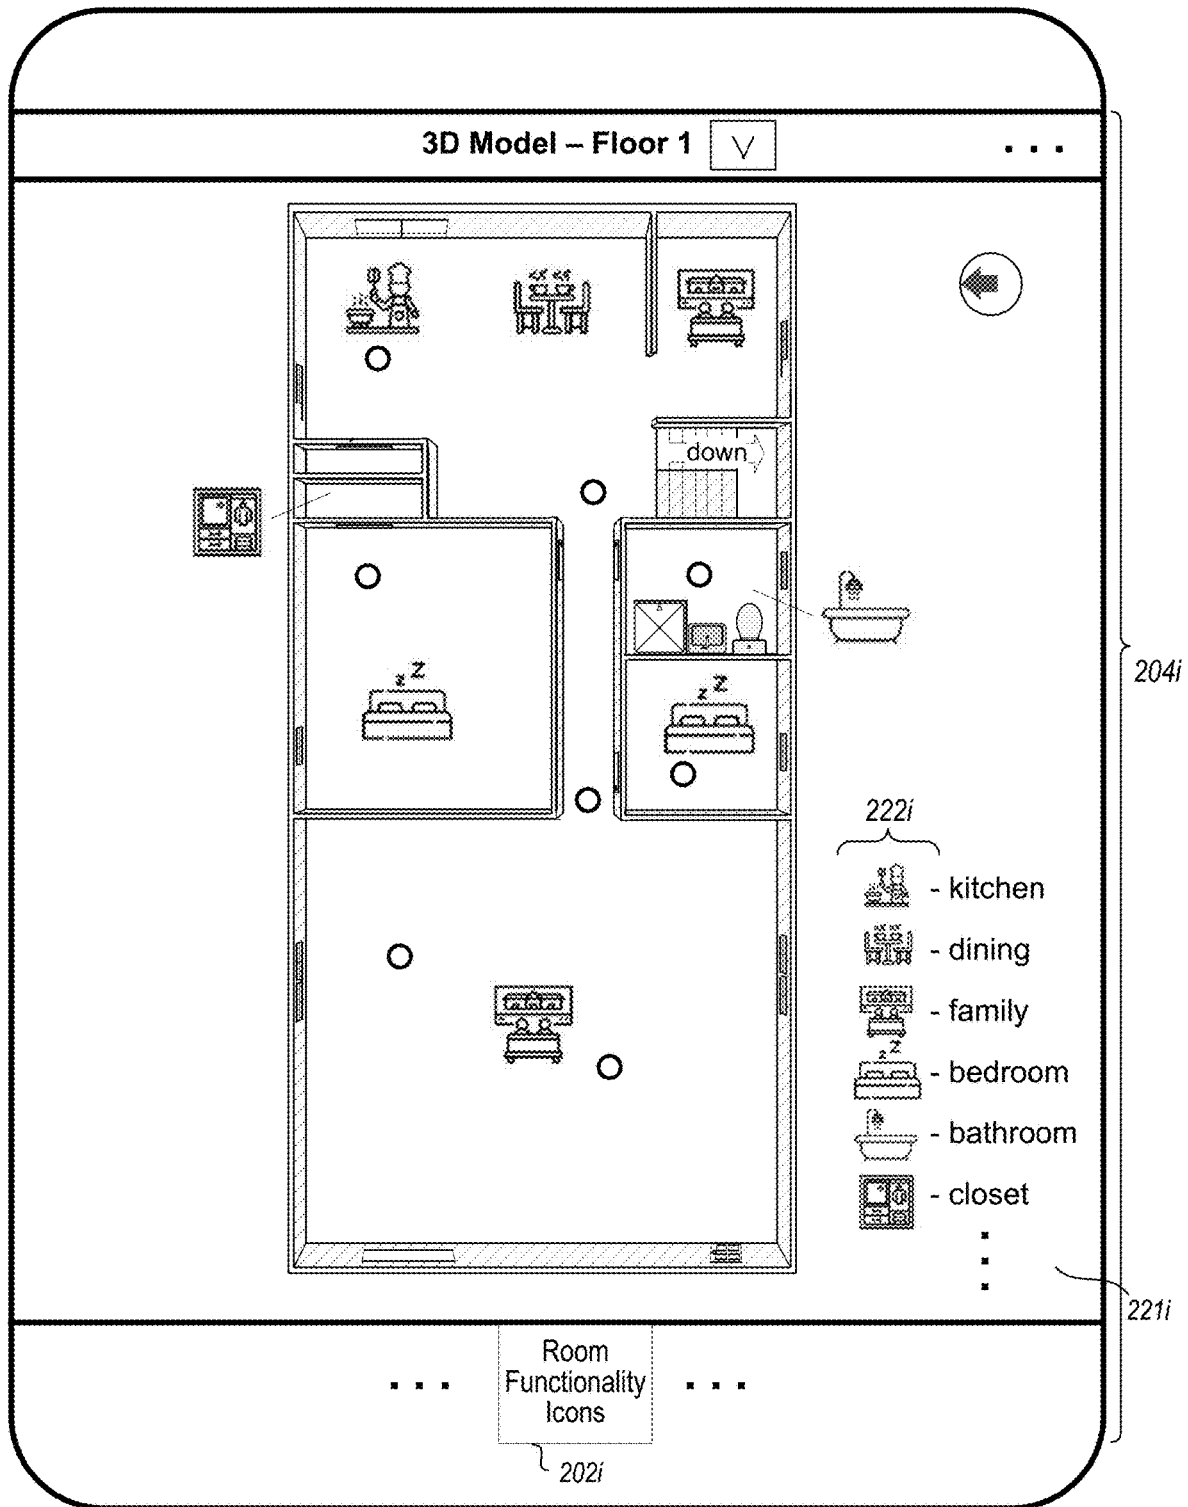 3D Model – Floor 1 V . . .
down
z Z
z Z
204i
222i
- kitchen
- dining
- family
z Z
- bedroom
- bathroom
- closet
221i
Room
. . . Functionality . . .
Icons
202i